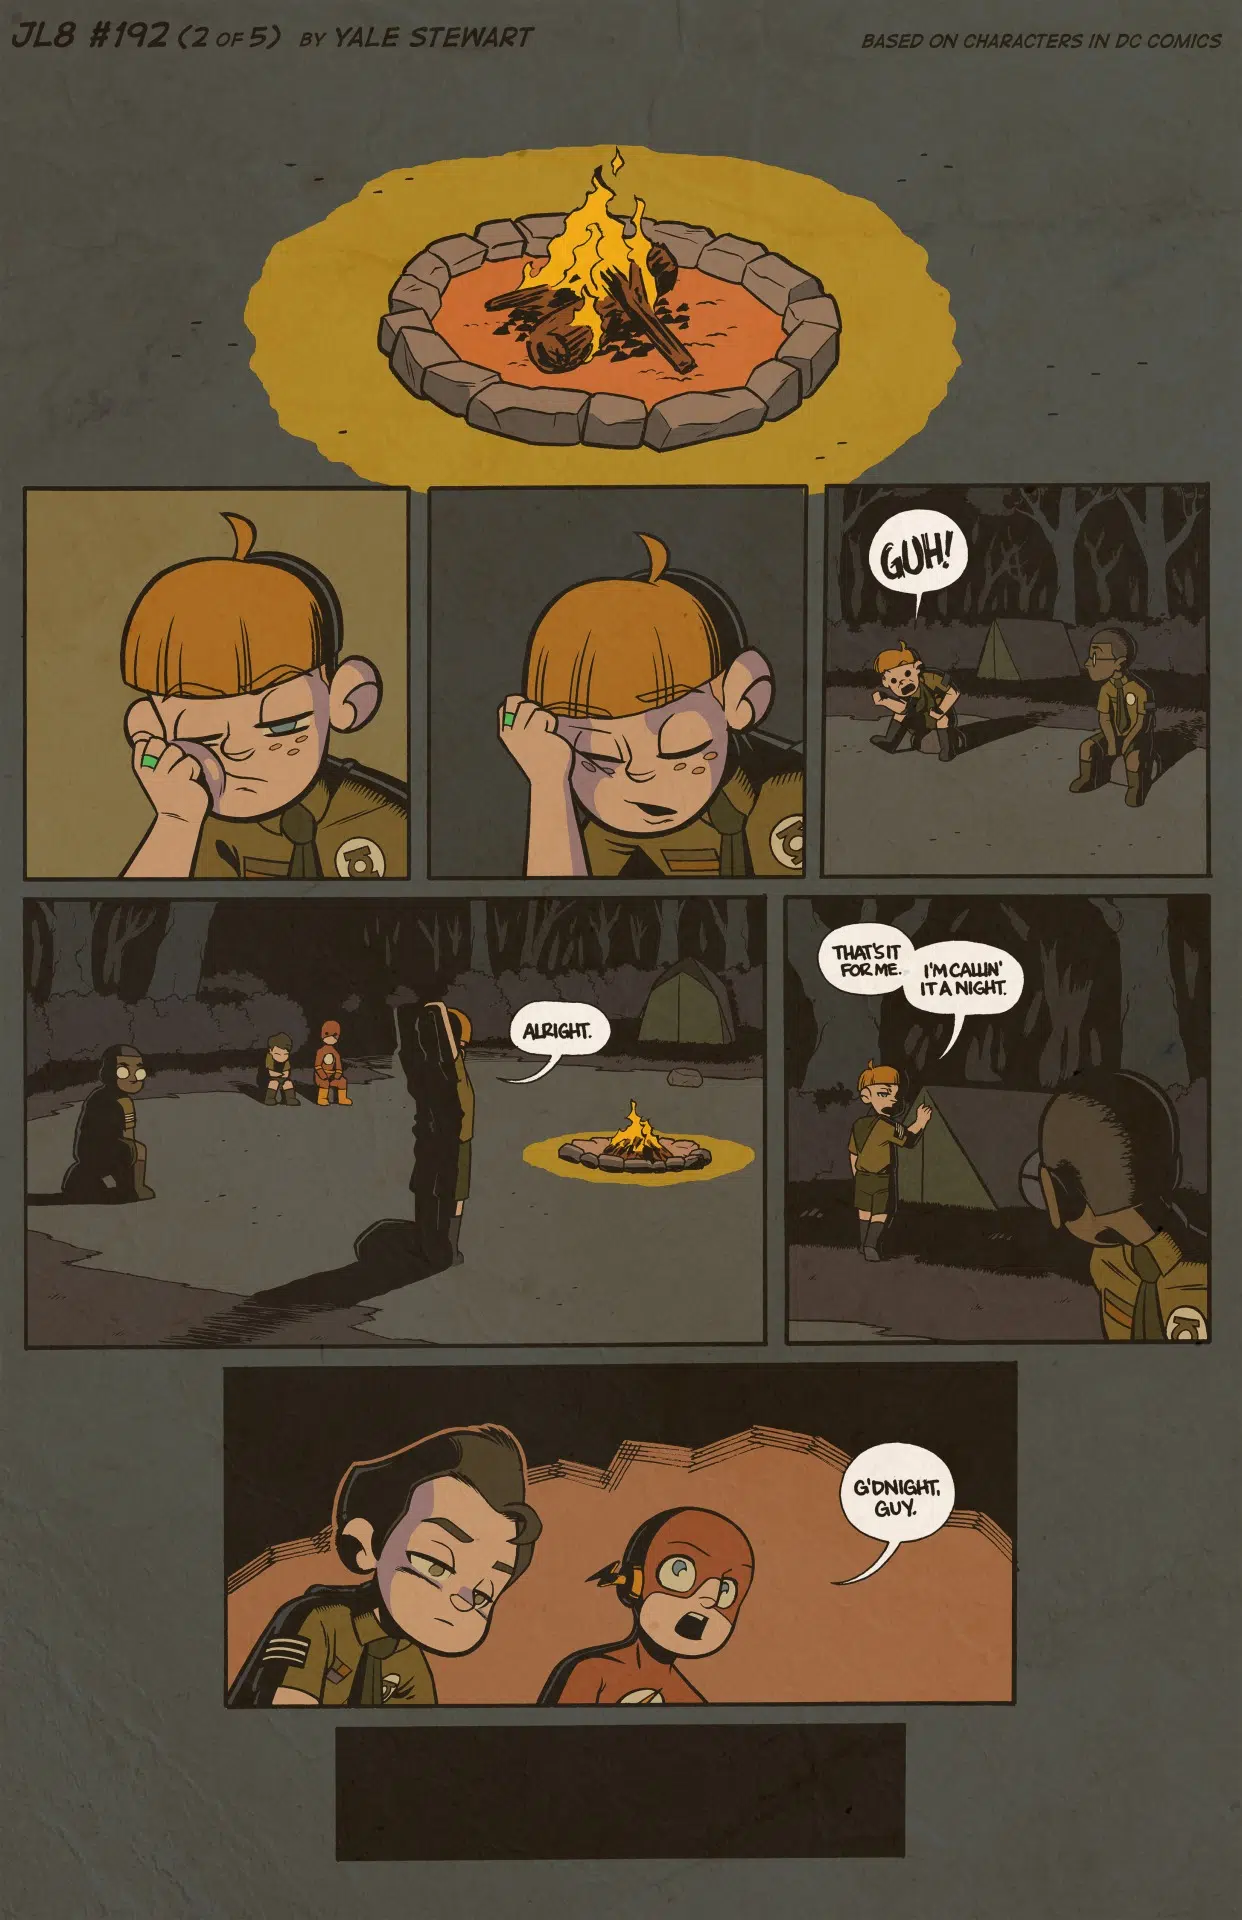 JL8 #192 (2 OF 5) BY YALE STEWART
BASED ON CHARACTERS IN DC COMICS
GUH!
ALRIGHT.
THAT'S IT
FOR ME.
I'M CALLIN'
IT A NIGHT.
G'DNIGHT,
GUY.